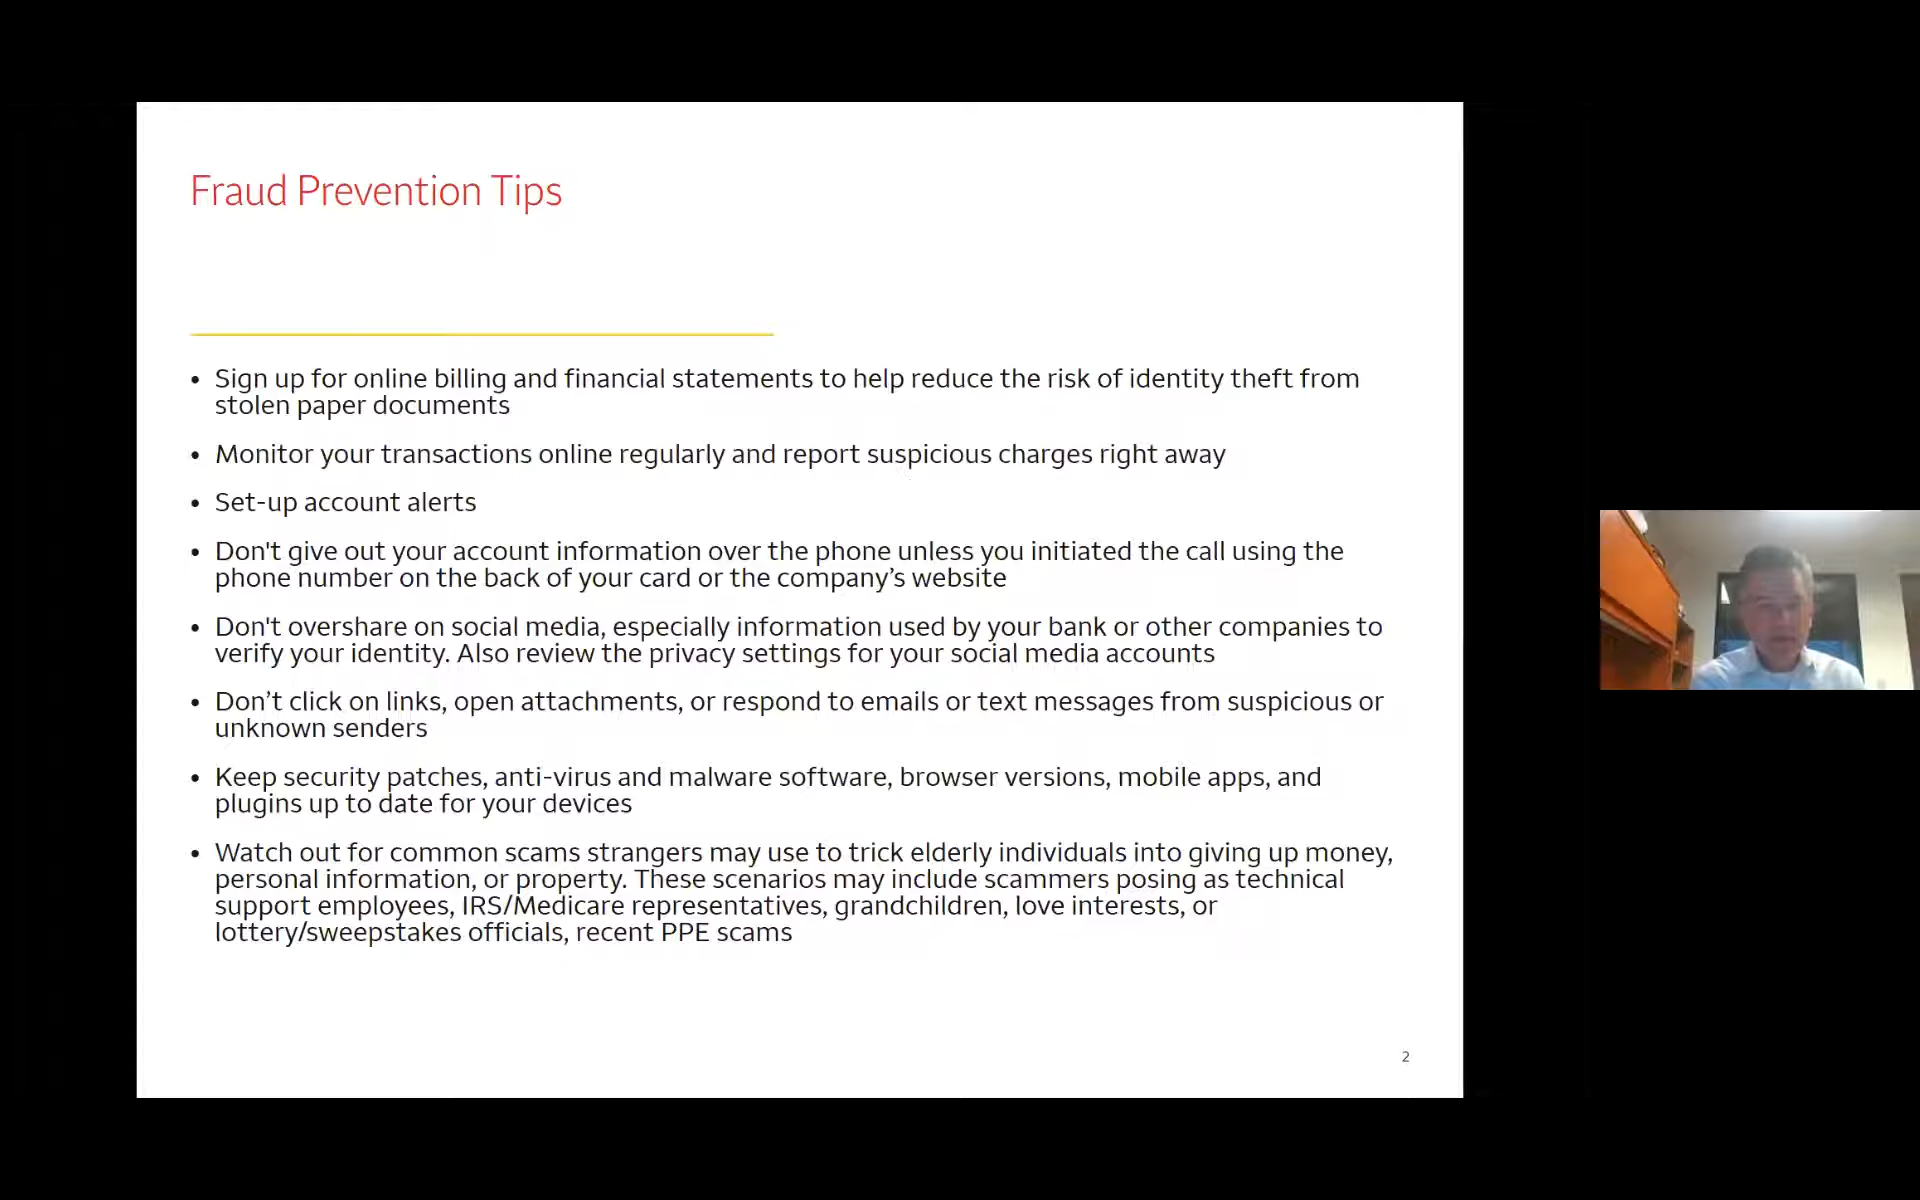 Fraud Prevention Tips
• Sign up for online billing and financial statements to help reduce the risk of identity theft from
stolen paper documents
• Monitor your transactions online regularly and report suspicious charges right away
• Set-up account alerts
• Don't give out your account information over the phone unless you initiated the call using the
phone number on the back of your card or the company’s website
• Don't overshare on social media, especially information used by your bank or other companies to
verify your identity. Also review the privacy settings for your social media accounts
• Don’t click on links, open attachments, or respond to emails or text messages from suspicious or
unknown senders
• Keep security patches, anti-virus and malware software, browser versions, mobile apps, and
plugins up to date for your devices
• Watch out for common scams strangers may use to trick elderly individuals into giving up money,
personal information, or property. These scenarios may include scammers posing as technical
support employees, IRS/Medicare representatives, grandchildren, love interests, or
lottery/sweepstakes officials, recent PPE scams
2